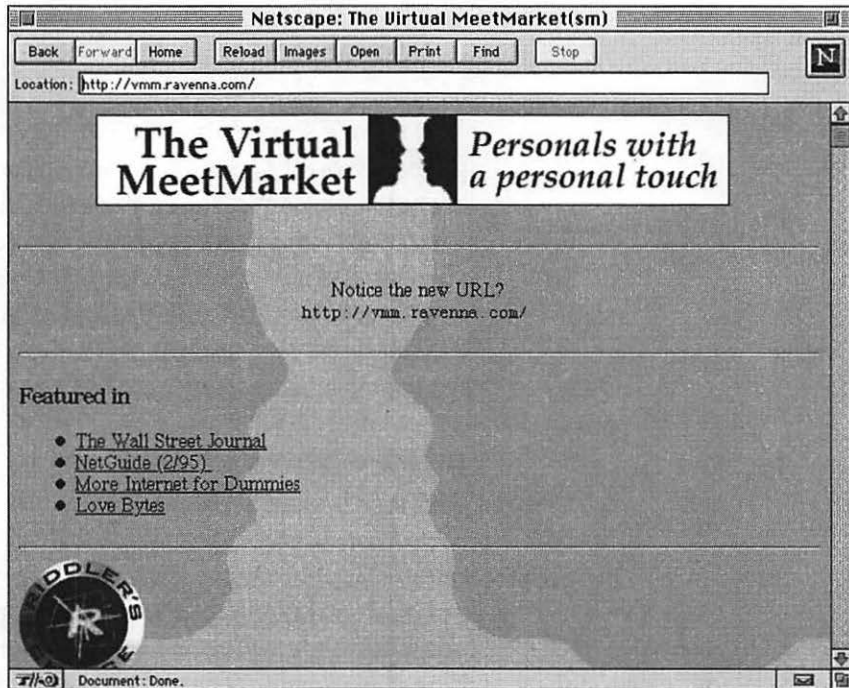 Netscape: The Virtual MeetMarket(sm)
Back Forward Home Reload Images Open Print Find Stop
N
Location: http://vmm.ravenna.com/
The Virtual
MeetMarket
Personals with
a personal touch
Notice the new URL?
http://vmm.ravenna.com/
Featured in
The Wall Street Journal
NetGuide (2/95)
More Internet for Dummies
Love Bytes
RIDDLER'S
R
Document: Done.